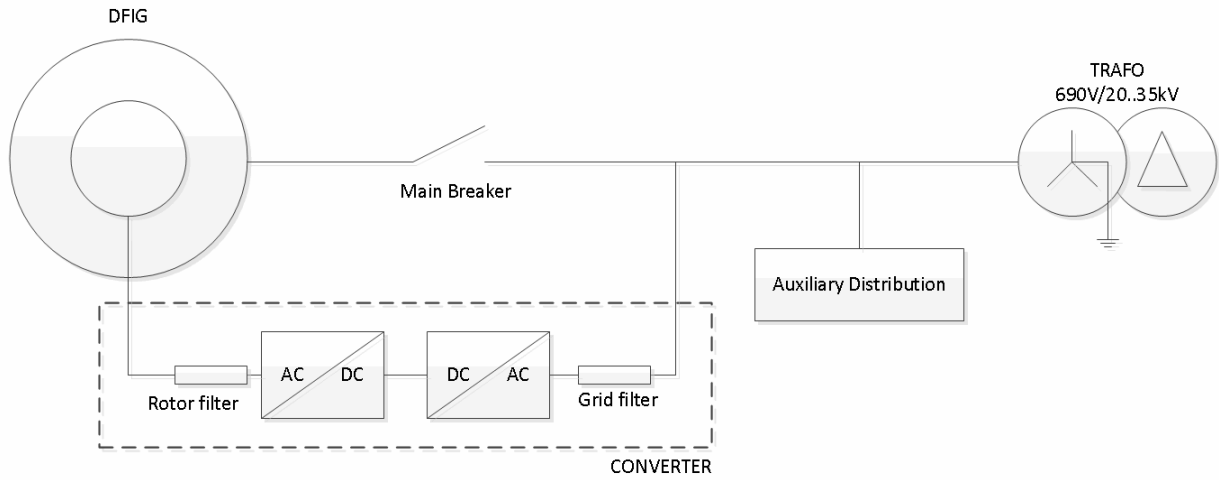 DFIG
TRAFO
690V/20..35kV
Main Breaker
Auxiliary Distribution
AC
DC
DC
AC
Rotor filter
Grid filter
CONVERTER